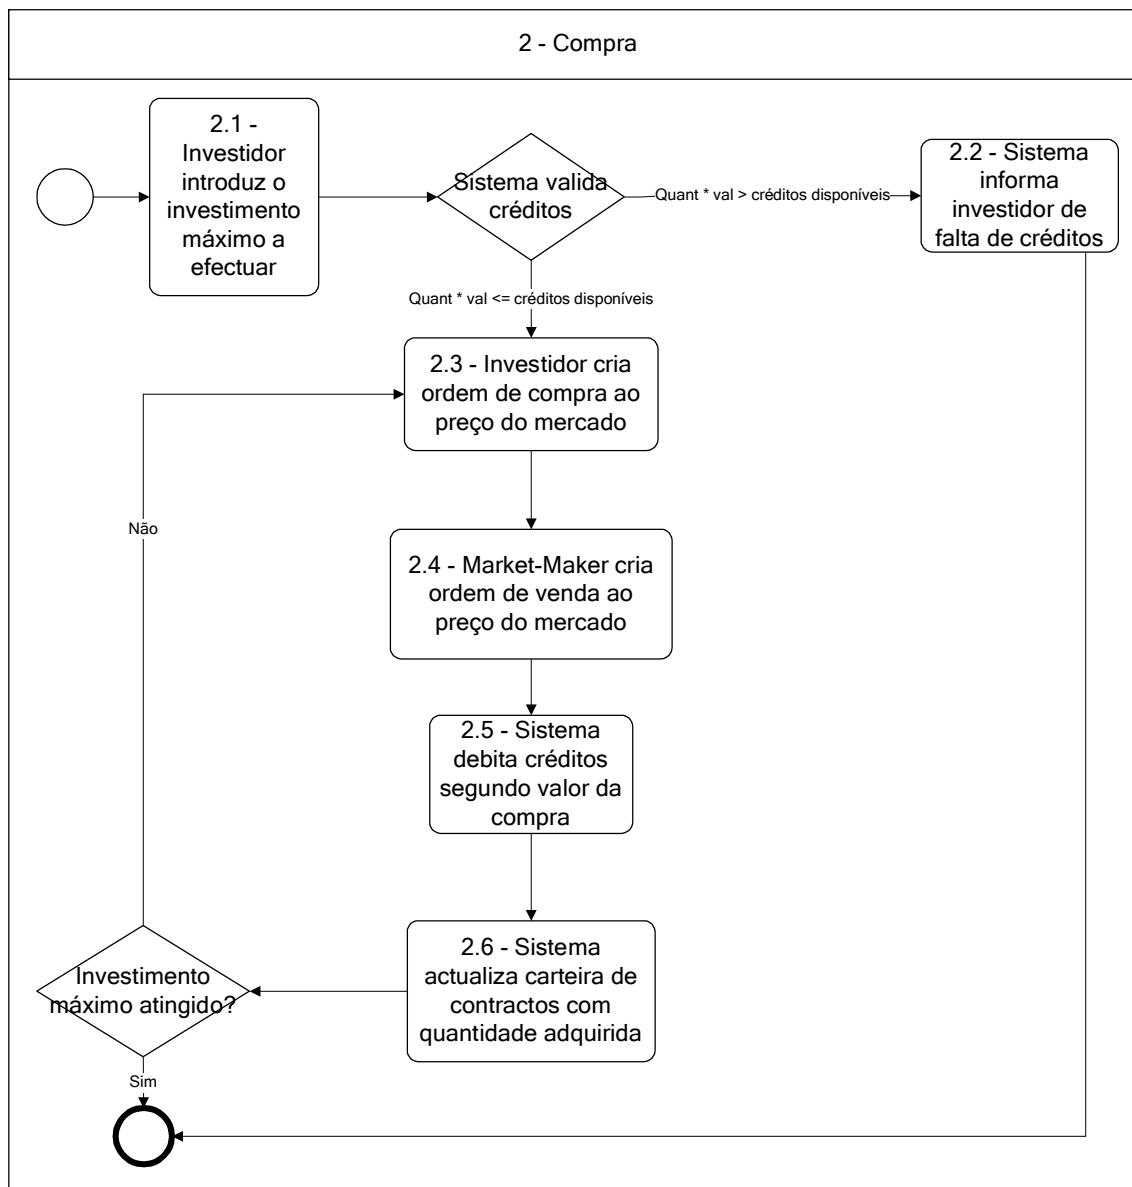 2 - Compra
2.1 -
Investidor
introduz o
investimento
máximo a
efectuar
Sistema valida
créditos
Quant * val > créditos disponíveis
2.2 - Sistema
informa
investidor de
falta de créditos
Quant * val <= créditos disponíveis
2.3 - Investidor cria
ordem de compra ao
preço do mercado
Não
2.4 - Market-Maker cria
ordem de venda ao
preço do mercado
2.5 - Sistema
debita créditos
segundo valor da
compra
2.6 - Sistema
actualiza carteira de
contractos com
quantidade adquirida
Investimento
máximo atingido?
Sim